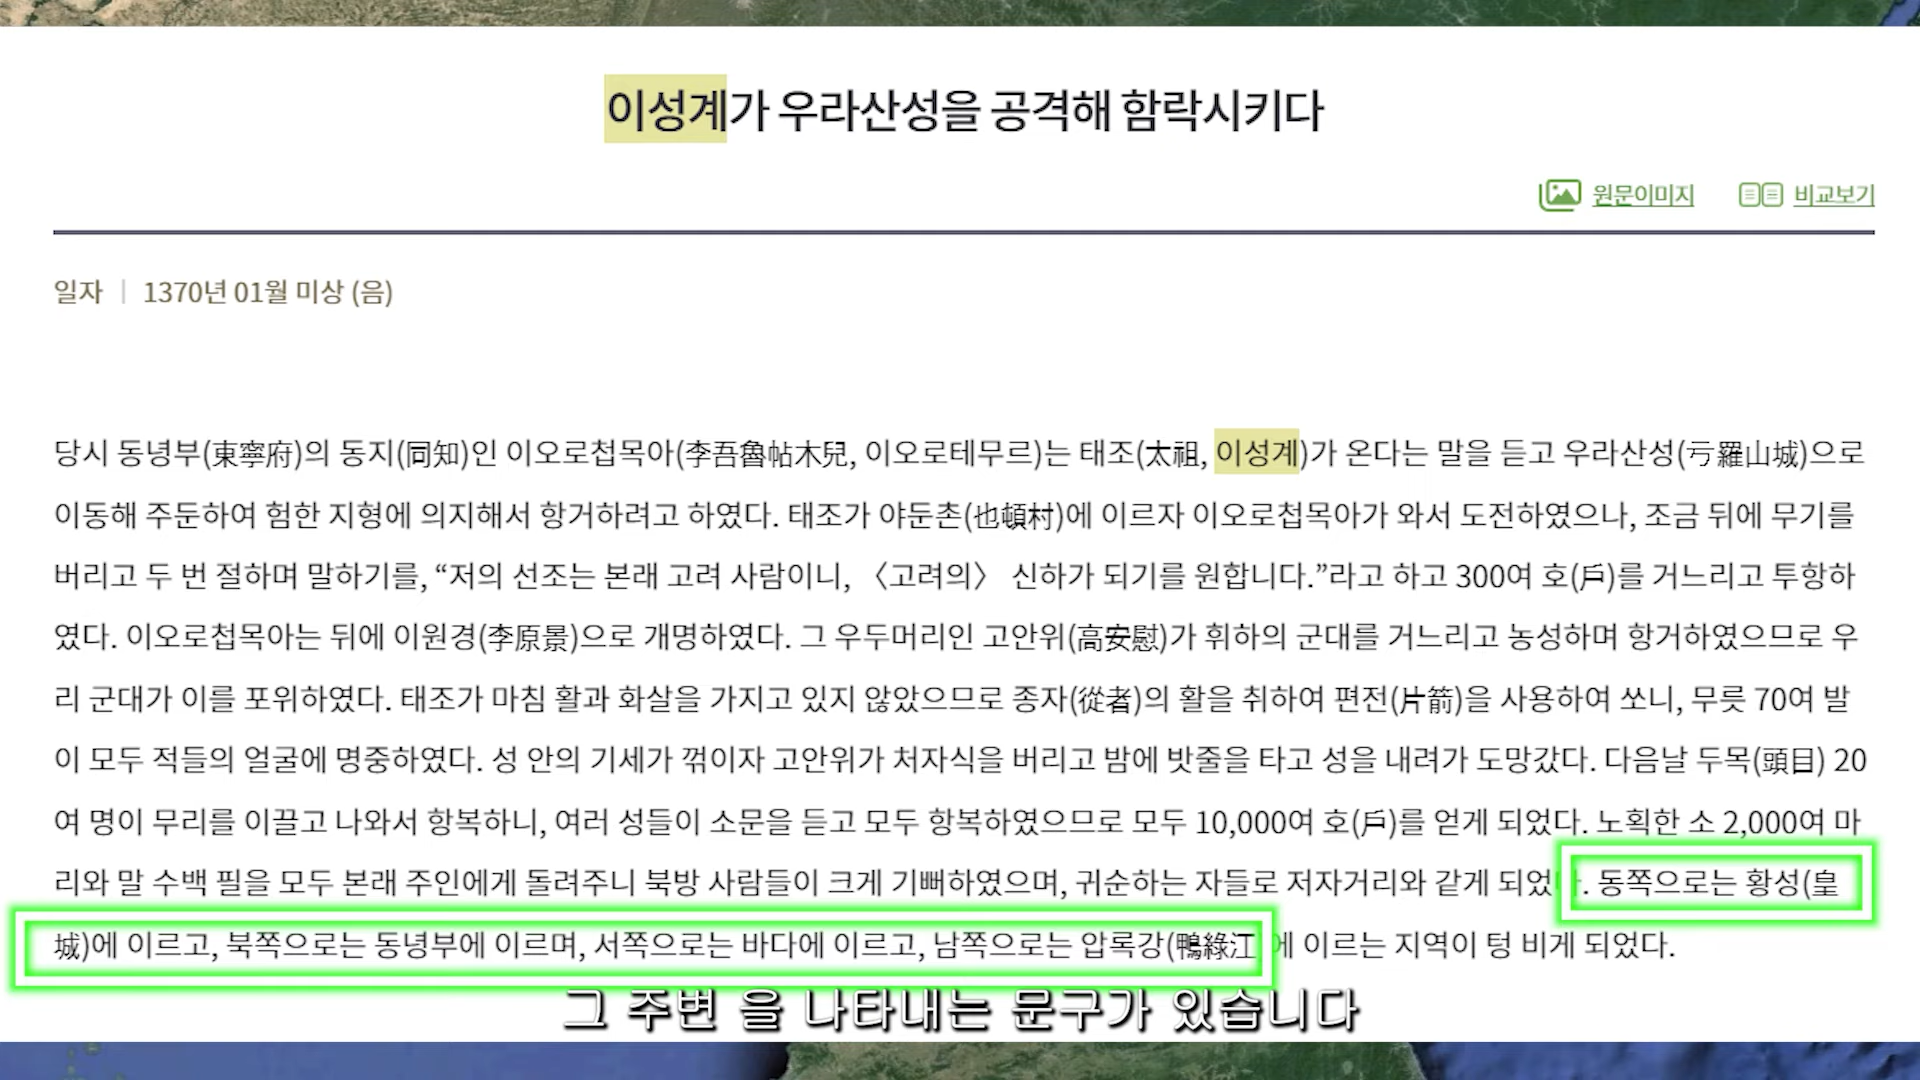 이성계가 우라산성을 공격해 함락시키다
원문이미지 비교보기
일자 | 1370년 01월 미상 (음)
당시 동녕부(東寧府)의 동지(同知)인 이오로첩목아(李吾魯帖木兒, 이오로테무르)는 태조(太祖, 이성계)가 온다는 말을 듣고 우라산성(亏羅山城)으로
이동해 주둔하여 험한 지형에 의지해서 항거하려고 하였다. 태조가 야둔촌(也頓村)에 이르자 이오로첩목아가 와서 도전하였으나, 조금 뒤에 무기를
버리고 두 번 절하며 말하기를, “저의 선조는 본래 고려 사람이니, 〈고려의〉 신하가 되기를 원합니다.”라고 하고 300여 호(戶)를 거느리고 투항하
였다. 이오로첩목아는 뒤에 이원경(李原景)으로 개명하였다. 그 우두머리인 고안위(高安慰)가 휘하의 군대를 거느리고 농성하며 항거하였으므로 우
리 군대가 이를 포위하였다. 태조가 마침 활과 화살을 가지고 있지 않았으므로 종자(從者)의 활을 취하여 편전(片箭)을 사용하여 쏘니, 무릇 70여 발
이 모두 적들의 얼굴에 명중하였다. 성 안의 기세가 꺾이자 고안위가 처자식을 버리고 밤에 밧줄을 타고 성을 내려가 도망갔다. 다음날 두목(頭目) 20
여 명이 무리를 이끌고 나와서 항복하니, 여러 성들이 소문을 듣고 모두 항복하였으므로 모두 10,000여 호(戶)를 얻게 되었다. 노획한 소 2,000여 마
리와 말 수백 필을 모두 본래 주인에게 돌려주니 북방 사람들이 크게 기뻐하였으며, 귀순하는 자들로 저자거리와 같게 되었다. 동쪽으로는 황성(皇
城)에 이르고, 북쪽으로는 동녕부에 이르며, 서쪽으로는 바다에 이르고, 남쪽으로는 압록강(鴨綠江)에 이르는 지역이 텅 비게 되었다.
그 주변 을 나타내는 문구가 있습니다